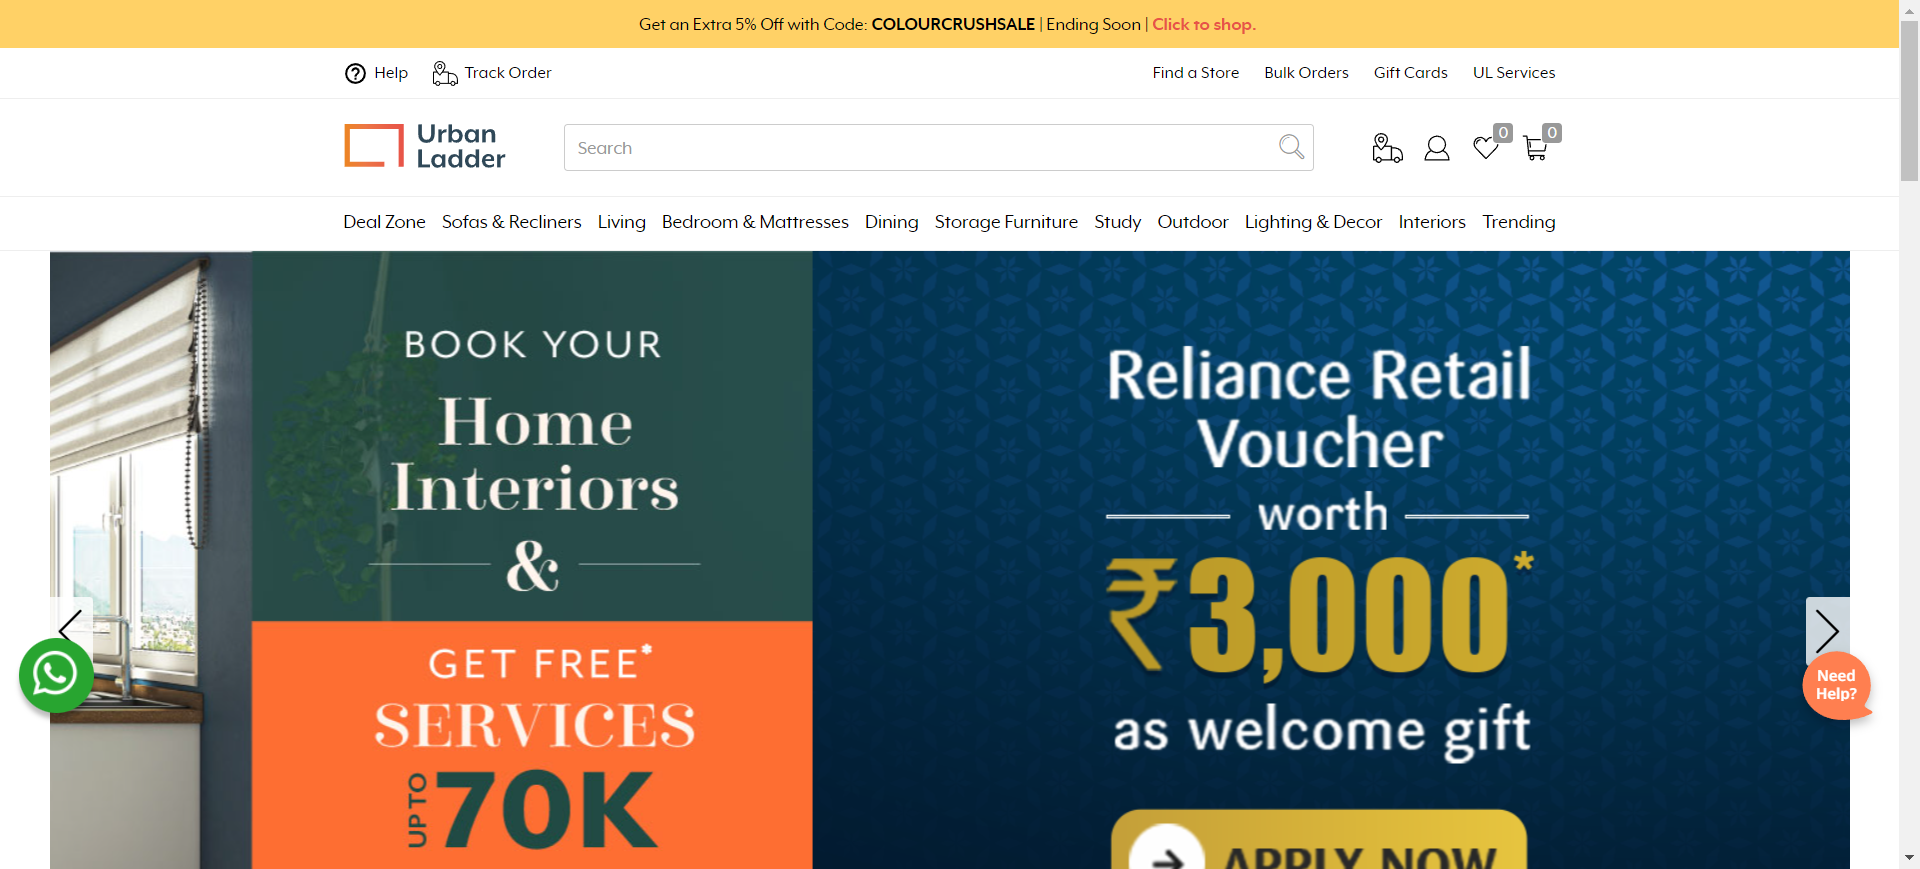 Get an Extra 5% Off with Code: COLOURCRUSHSALE | Ending Soon | Click to shop.
Help Track Order Find a Store Bulk Orders Gift Cards UL Services
Urban
Ladder
Search
0
0
Deal Zone Sofas & Recliners Living Bedroom & Mattresses Dining Storage Furniture Study Outdoor Lighting & Decor Interiors Trending
BOOK YOUR
Home
Interiors
&
GET FREE*
SERVICES
UP TO 70K
Reliance Retail
Voucher
worth
₹3,000*
as welcome gift
APPLY NOW
Need
Help?